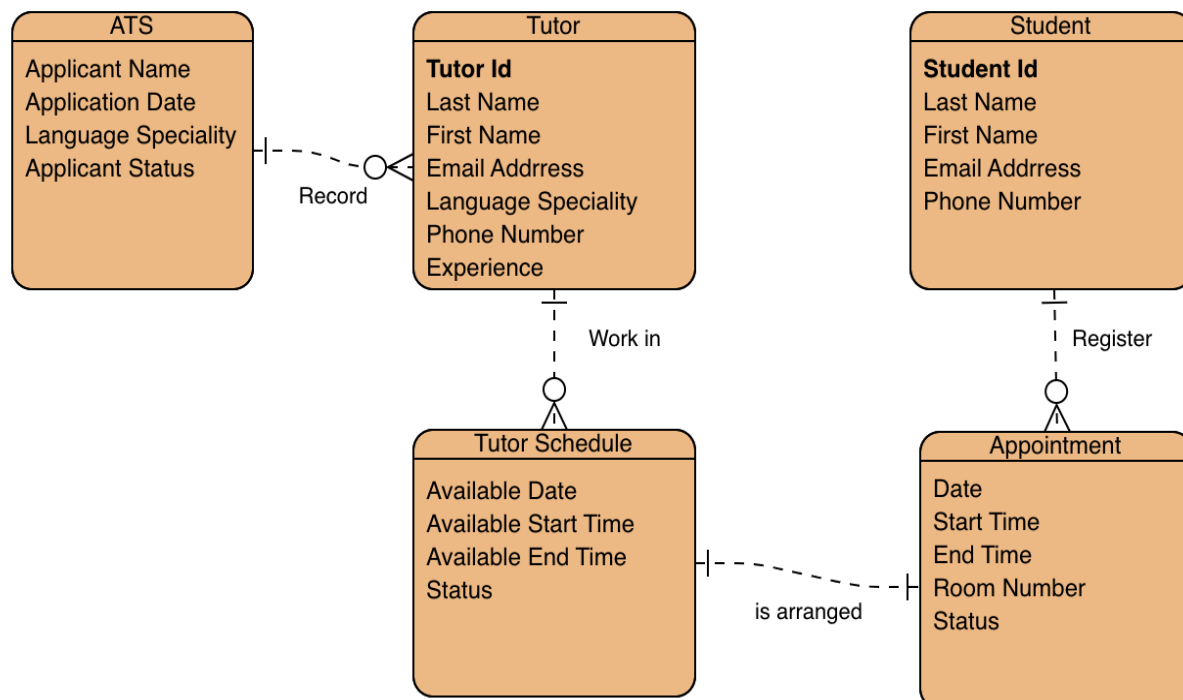 ATS
Applicant Name
Application Date
Language Speciality
Applicant Status
Record
Tutor
Tutor Id
Last Name
First Name
Email Addrress
Language Speciality
Phone Number
Experience
Student
Student Id
Last Name
First Name
Email Addrress
Phone Number
Work in
Register
Tutor Schedule
Available Date
Available Start Time
Available End Time
Status
is arranged
Appointment
Date
Start Time
End Time
Room Number
Status